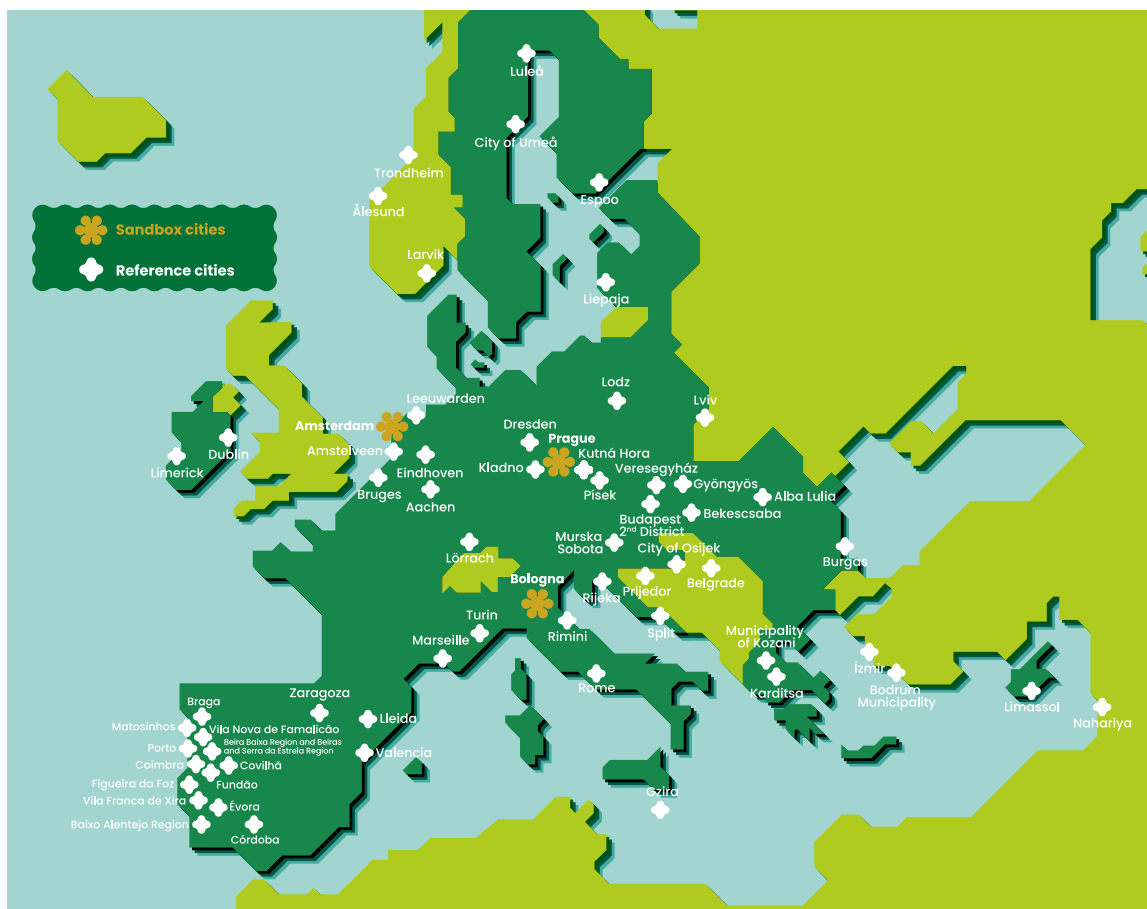 Luleå
City of Umeå
Trondheim
Espoo
Ålesund
Sandbox cities
Larvik
Reference cities
Liepaja
Lodz
Leeuwarden
Lviv
Amsterdam
Dresden
Prague
Amstelveen
Kutná Hora
Dublin
Limerick
Eindhoven
Kladno
Veresegyház
Bruges
Písek
Gyöngyös
Aachen
Alba Lulia
Bekescsaba
Budapest
2nd District
Murska
Sobota
City of Osijek
Lörrach
Burgas
Bologna
Prijedor
Belgrade
Rijeka
Turin
Rimini
Split
Marseille
Municipality
of Kozani
İzmir
Rome
Karditsa
Bodrum
Municipality
Limassol
Nahariya
Zaragoza
Braga
Lleida
Matosinhos
Vila Nova de Famalicão
Porto
Beira Baixa Region and Beiras
and Serra da Estrela Region
Valencia
Coimbra
Covilhã
Figueira da Foz
Fundão
Gzira
Vila Franca de Xira
Évora
Baixo Alentejo Region
Córdoba